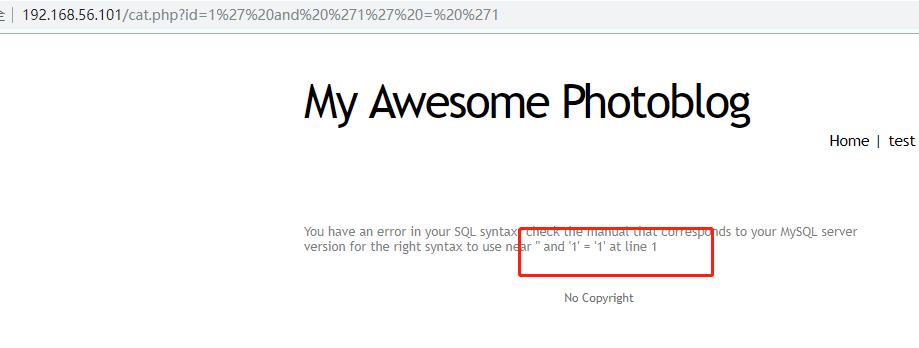 全 | 192.168.56.101/cat.php?id=1%27%20and%20%271%27%20=%20%271
My Awesome Photoblog
Home | test
You have an error in your SQL syntax; check the manual that corresponds to your MySQL server
version for the right syntax to use near '' and '1' = '1' at line 1
No Copyright